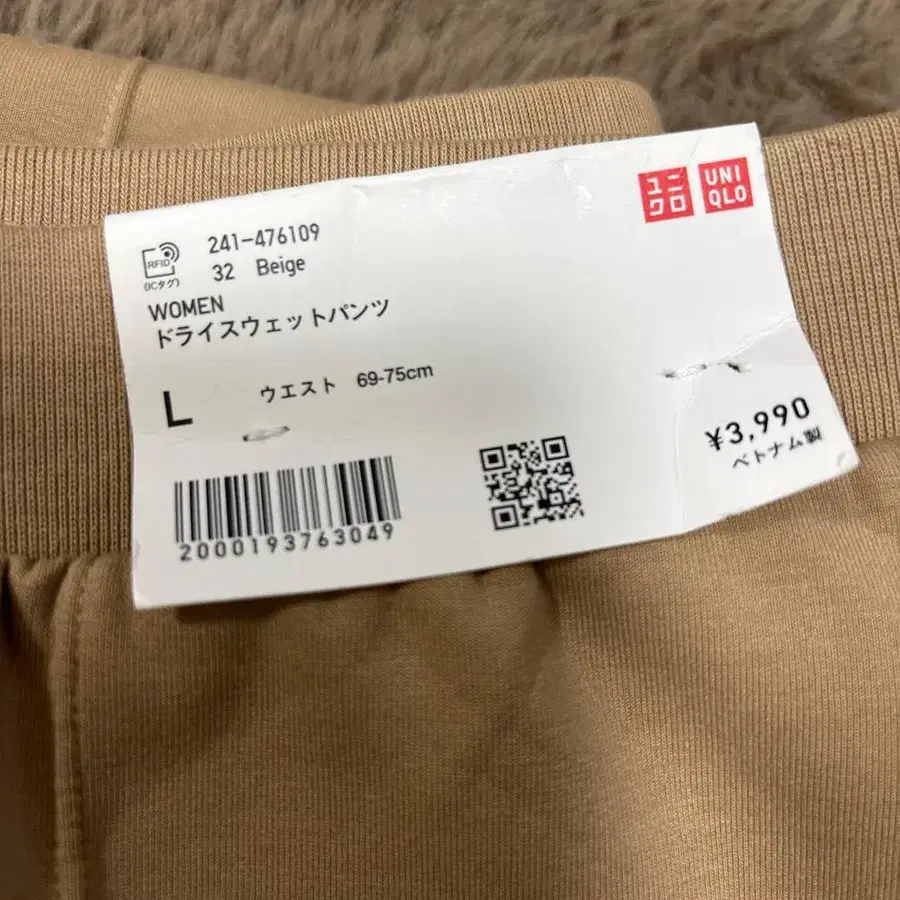 ユニ
クロ
UNI
QLO
241-476109
RFID
32 Beige
(ICタグ)
WOMEN
ドライスウェットパンツ
L ウエスト 69-75cm
¥3,990
ベトナム製
2000193763049